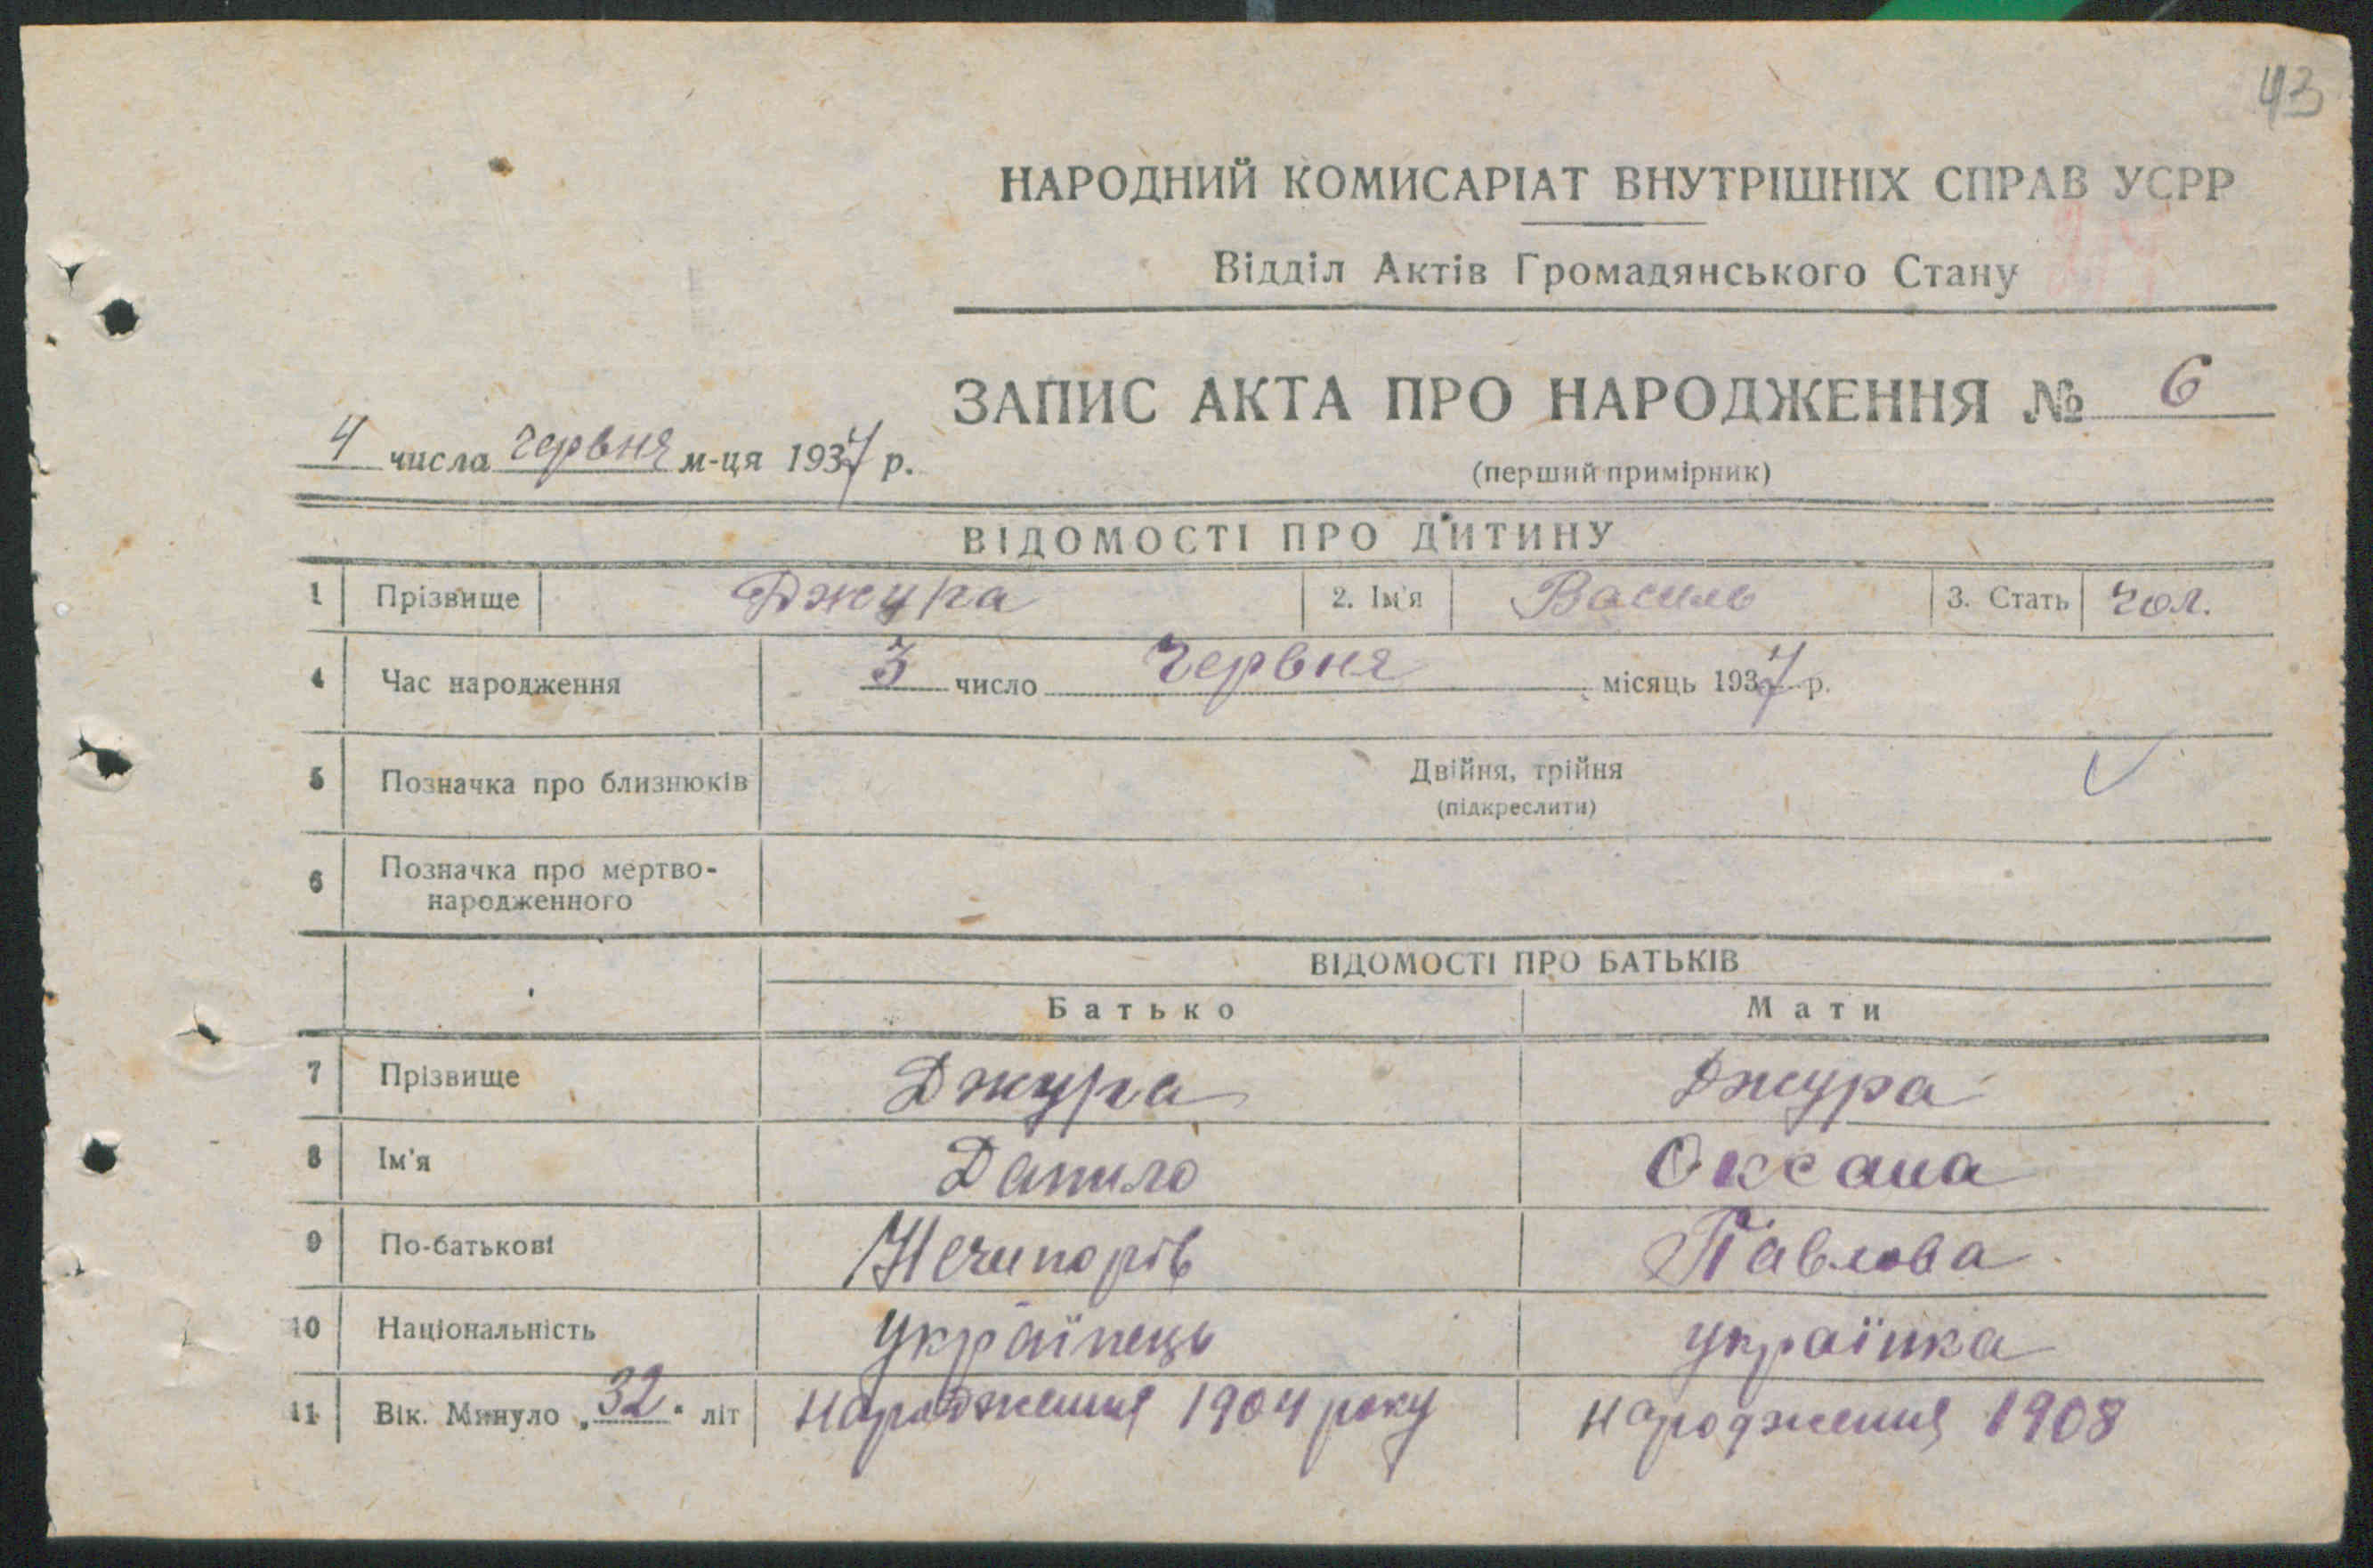 43
НАРОДНИЙ КОМИСАРІАТ ВНУТРІШНІХ СПРАВ УСРР
Відділ Актів Громадянського Стану
ЗАПИС АКТА ПРО НАРОДЖЕННЯ № 6
4 числа червня м-ця 1937 р.
(перший примірник)
ВІДОМОСТІ ПРО ДИТИНУ
1 Прізвище Джура 2. Ім'я Василь 3. Стать чол.
4 Час народження 3 число червня місяць 1937 р.
5 Позначка про близнюків Двійня, трійня
(підкреслити)
6 Позначка про мертво-
народженного
ВІДОМОСТІ ПРО БАТЬКІВ
Батько Мати
7 Прізвище Джура Джура
8 Ім'я Данило Оксана
9 По-батькові Нечипорів Павлова
10 Національність українець українка
11 Вік. Минуло „32" літ народження 1904 року народження 1908